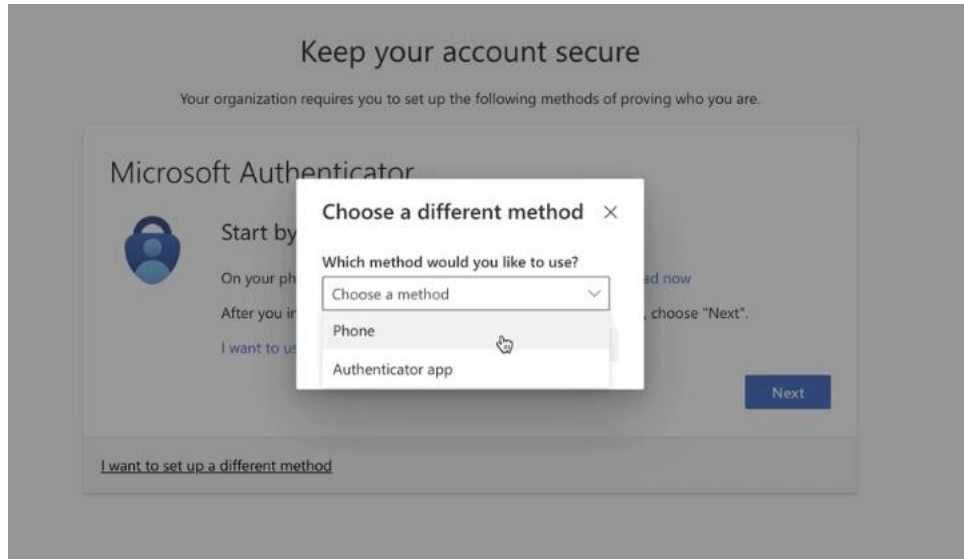 Keep your account secure
Your organization requires you to set up the following methods of proving who you are.
Microsoft Authenticator
Choose a different method
Start by
Which method would you like to use?
On your ph
ad now
Choose a method
After you in
, choose "Next".
Phone
I want to us
Authenticator app
Next
I want to set up a different method